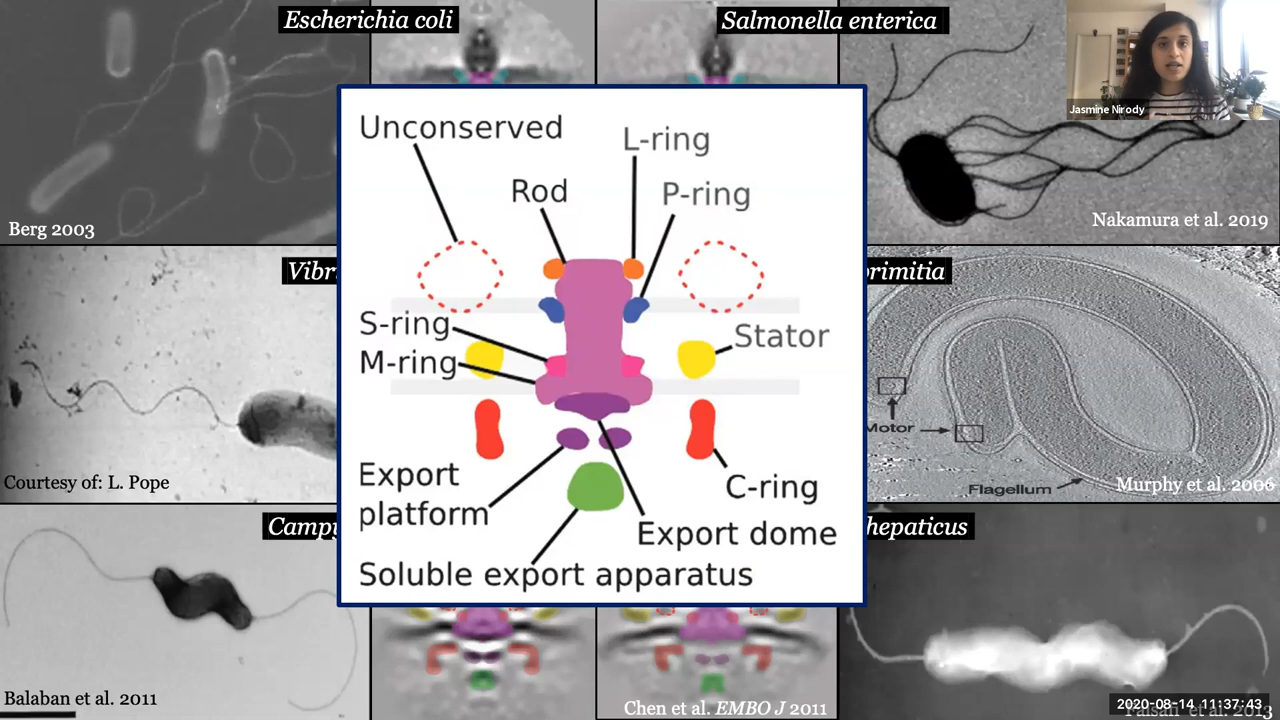 Escherichia coli
Salmonella enterica
Jasmine Nirody
Berg 2003
Nakamura et al. 2019
Unconserved
L-ring
Rod
P-ring
S-ring
M-ring
Stator
Export
platform
C-ring
Export dome
Soluble export apparatus
Courtesy of: L. Pope
Motor
Flagellum
Murphy et al. 2006
hepaticus
Balaban et al. 2011
Chen et al. EMBO J 2011
2020-08-14 11:37:43